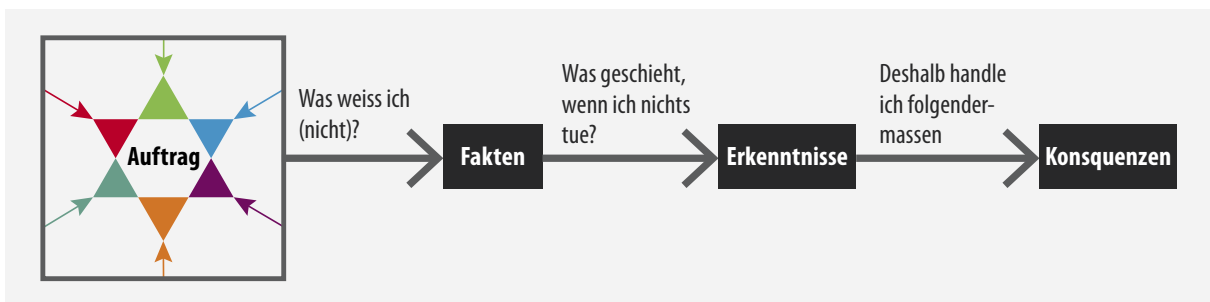 Auftrag
Was weiss ich
(nicht)?
Fakten
Was geschieht,
wenn ich nichts
tue?
Erkenntnisse
Deshalb handle
ich folgender-
massen
Konsquenzen